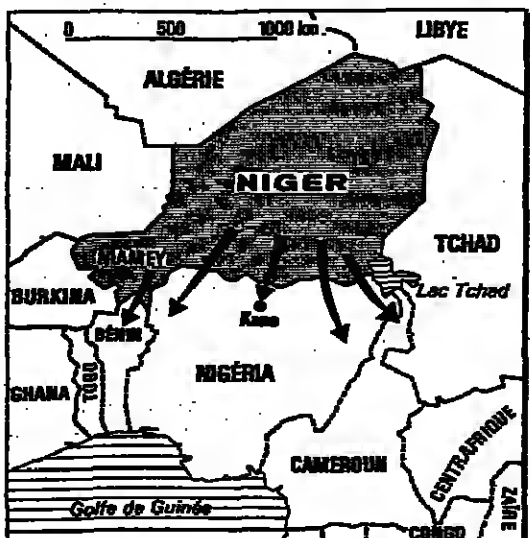 0 500 1000 km
LIBYE
ALGÉRIE
MALI
NIGER
NIAMEY
TCHAD
BURKINA
Lac Tchad
Kano
BÉNIN
NIGÉRIA
GHANA
TOGO
CENTRAFRIQUE
CAMEROUN
ZAÏRE
Golfe de Guinée
CONGO